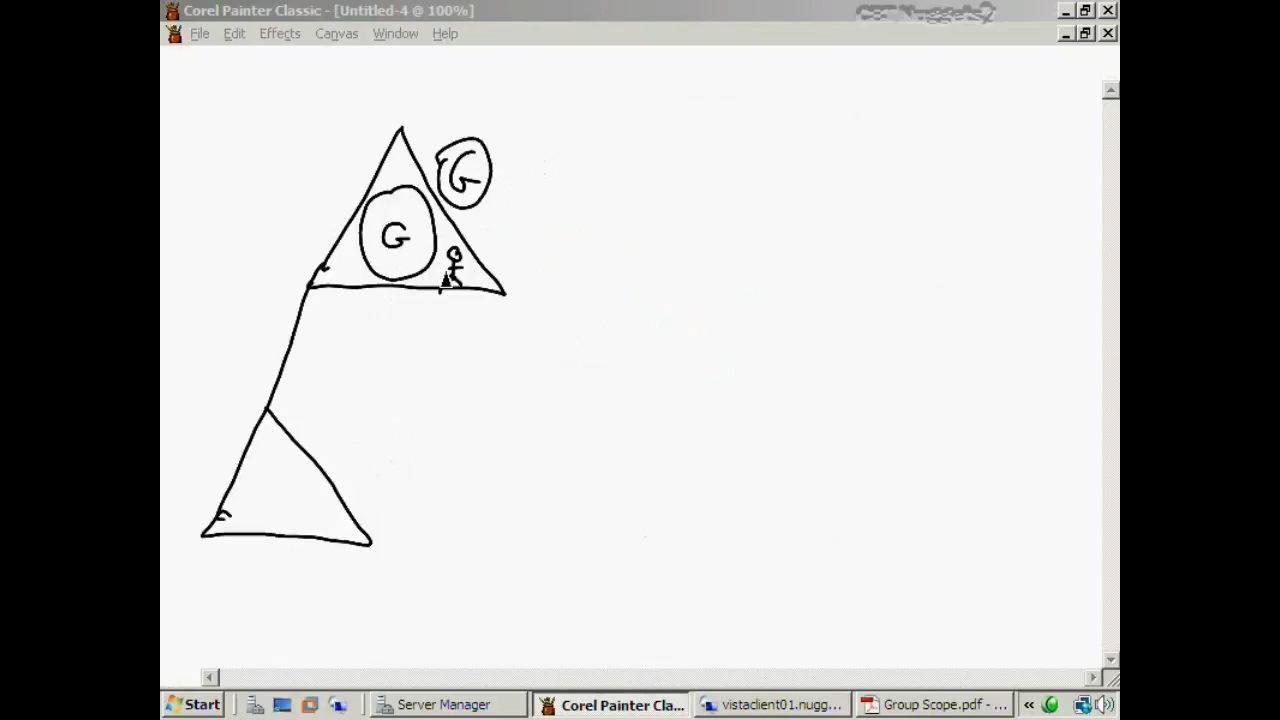 Corel Painter Classic - [Untitled-4 @ 100%]
File Edit Effects Canvas Window Help
G
G
Start Server Manager Corel Painter Cla... vistaclient01.nugg... Group Scope.pdf - ... «